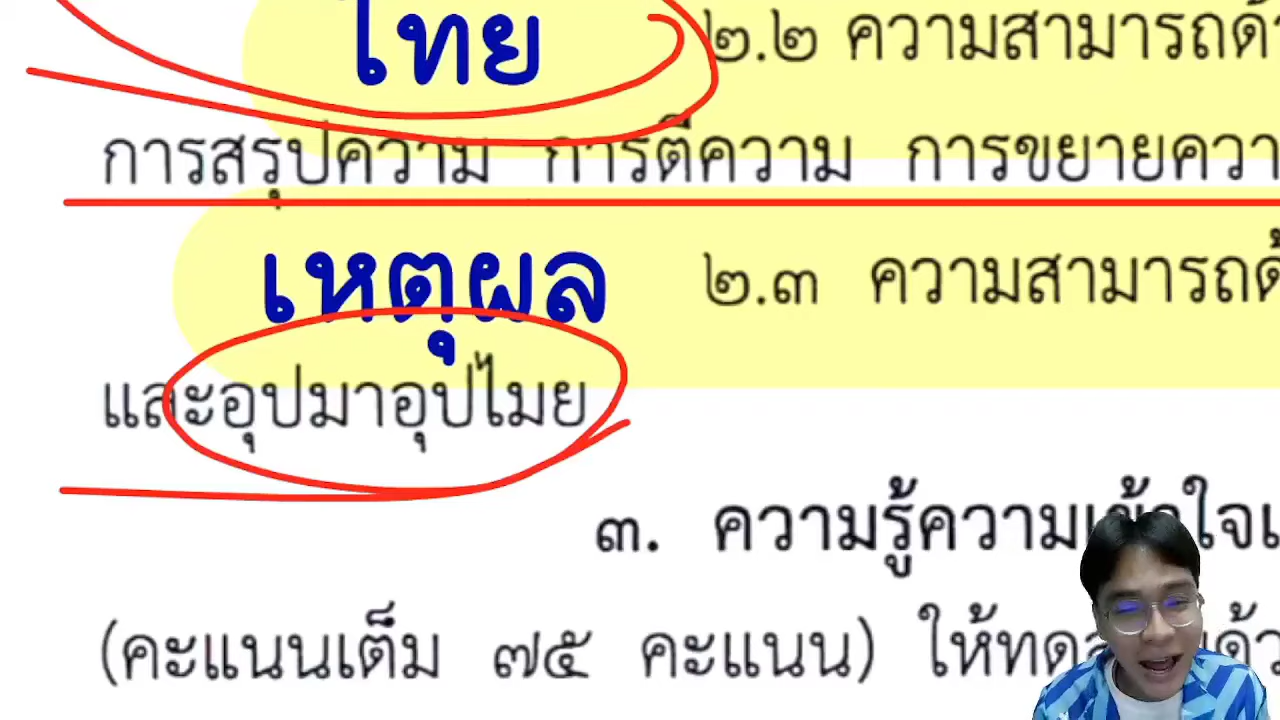 ไทย ๒.๒ ความสามารถด้า
การสรุปความ การตีความ การขยายควา
เหตุผล ๒.๓ ความสามารถด้
และอุปมาอุปไมย
๓. ความรู้ความเข้าใจเ
(คะแนนเต็ม ๗๕ คะแนน)